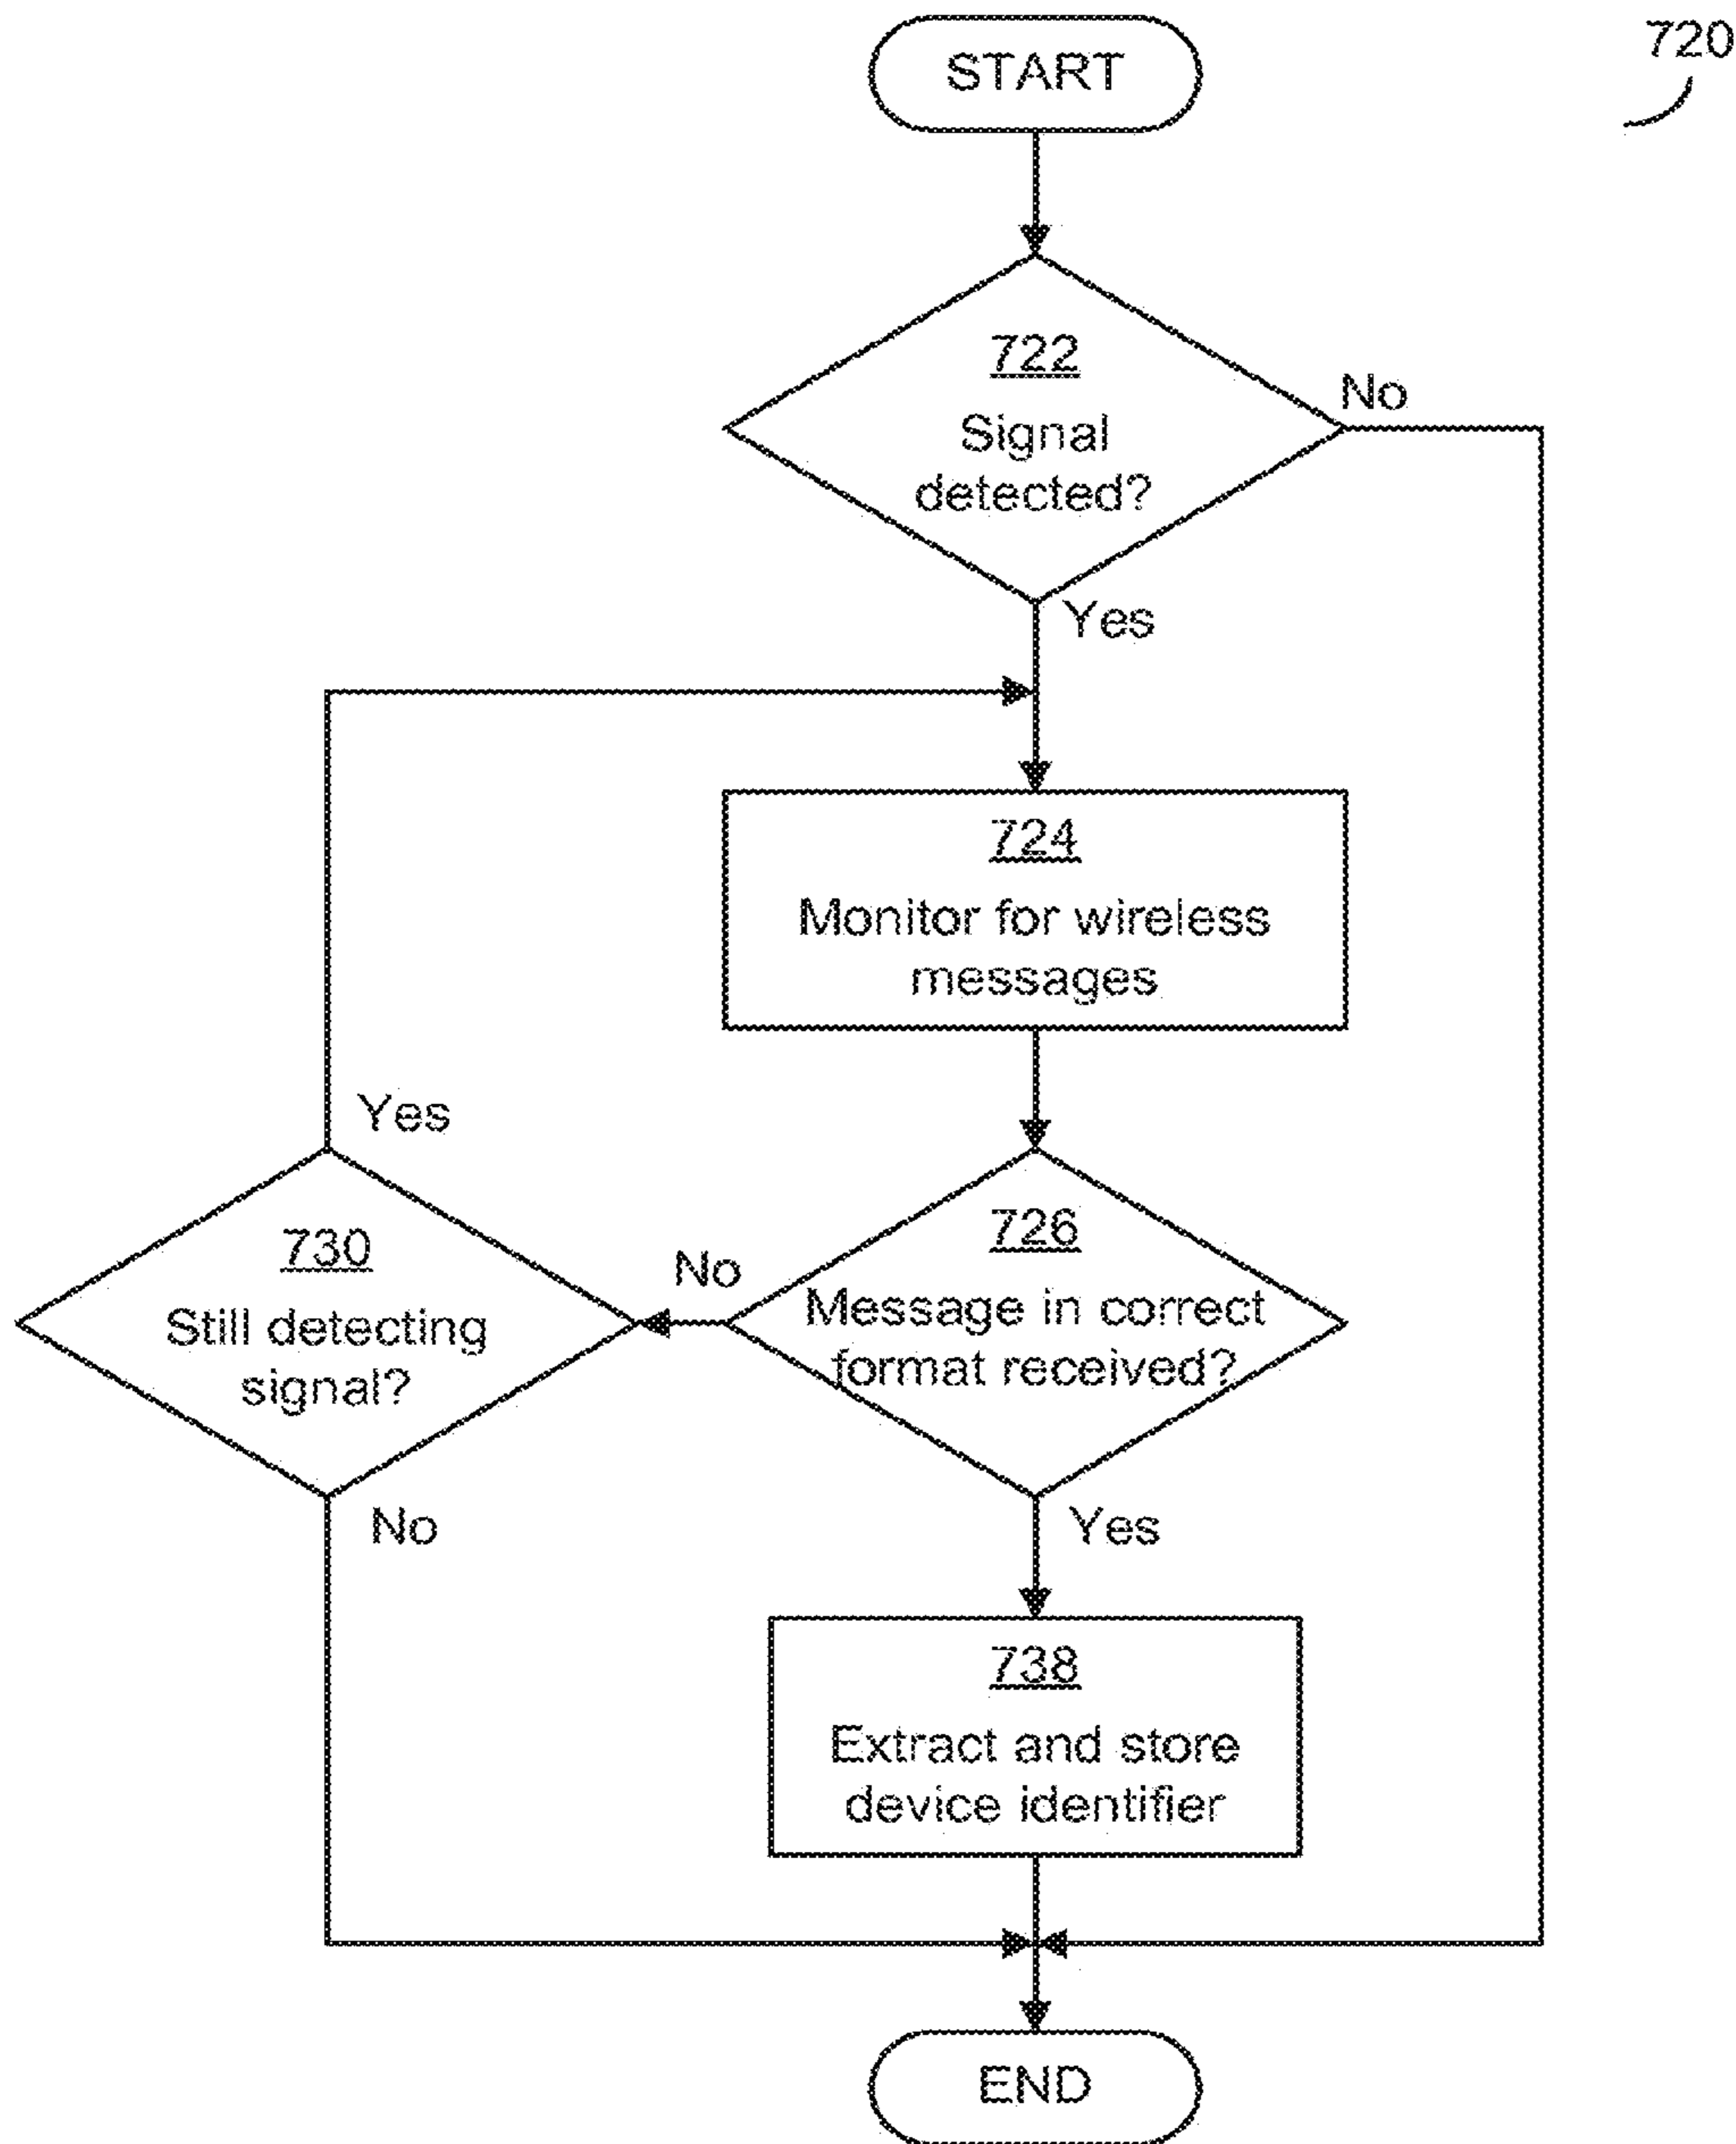 720
START
722
Signal
detected?
No
Yes
724
Monitor for wireless
messages
Yes
730
Still detecting
signal?
No
No
726
Message in correct
format received?
Yes
738
Extract and store
device identifier
END